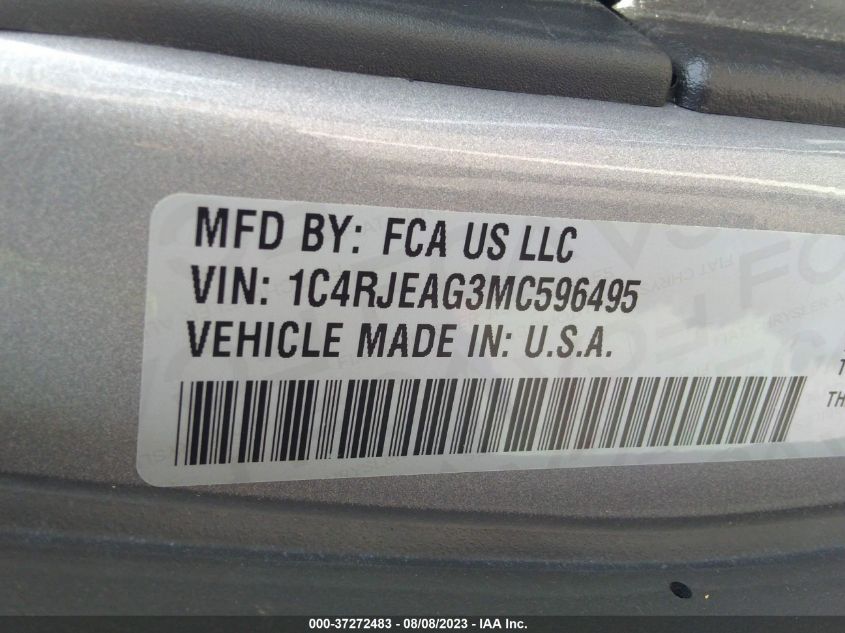 MFD BY: FCA US LLC
VIN: 1C4RJEAG3MC596495
VEHICLE MADE IN: U.S.A.
000-37272483 - 08/08/2023 - IAA Inc.